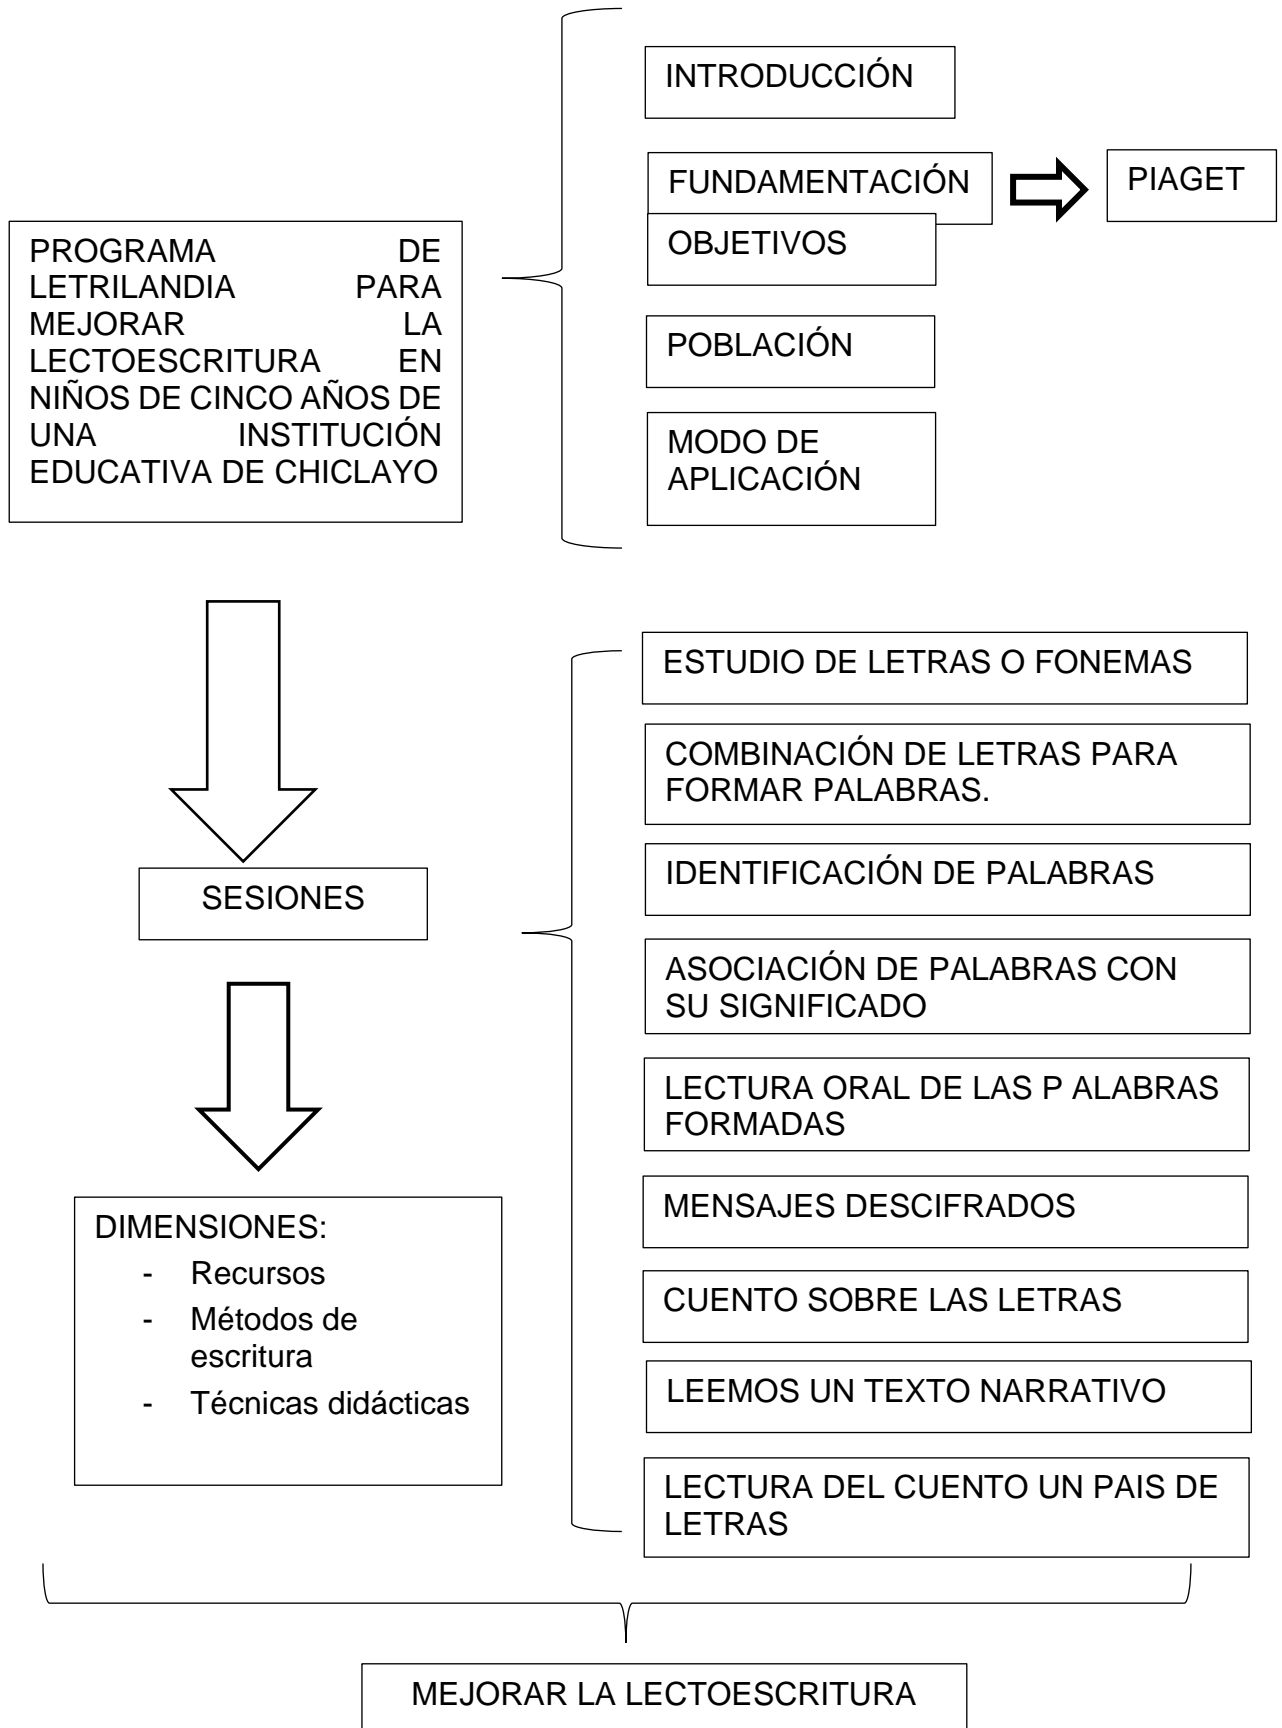 INTRODUCCIÓN
FUNDAMENTACIÓN
PIAGET
OBJETIVOS
POBLACIÓN
MODO DE
APLICACIÓN
PROGRAMA DE
LETRILANDIA PARA
MEJORAR LA
LECTOESCRITURA EN
NIÑOS DE CINCO AÑOS DE
UNA INSTITUCIÓN
EDUCATIVA DE CHICLAYO
SESIONES
ESTUDIO DE LETRAS O FONEMAS
COMBINACIÓN DE LETRAS PARA
FORMAR PALABRAS.
IDENTIFICACIÓN DE PALABRAS
ASOCIACIÓN DE PALABRAS CON
SU SIGNIFICADO
LECTURA ORAL DE LAS P ALABRAS
FORMADAS
MENSAJES DESCIFRADOS
CUENTO SOBRE LAS LETRAS
LEEMOS UN TEXTO NARRATIVO
LECTURA DEL CUENTO UN PAIS DE
LETRAS
DIMENSIONES:
- Recursos
- Métodos de
escritura
- Técnicas didácticas
MEJORAR LA LECTOESCRITURA